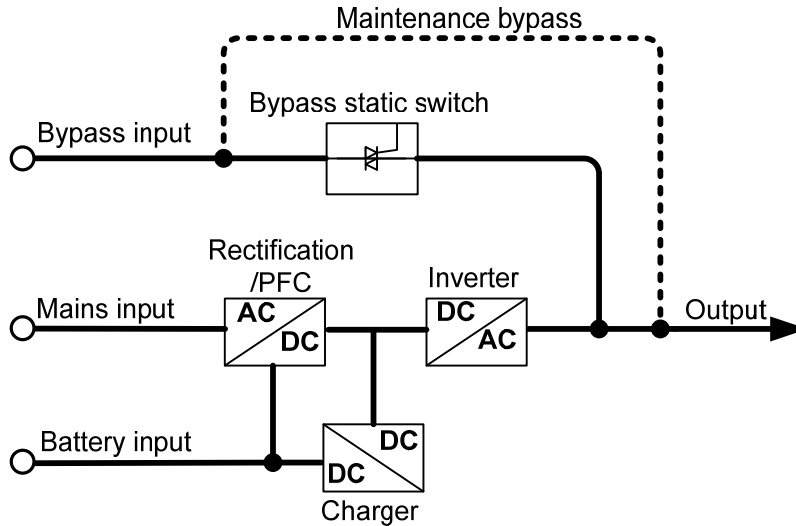 Maintenance bypass
Bypass static switch
Bypass input
Rectification
/PFC
Inverter
Mains input
AC
DC
DC
AC
Output
Battery input
DC
DC
Charger